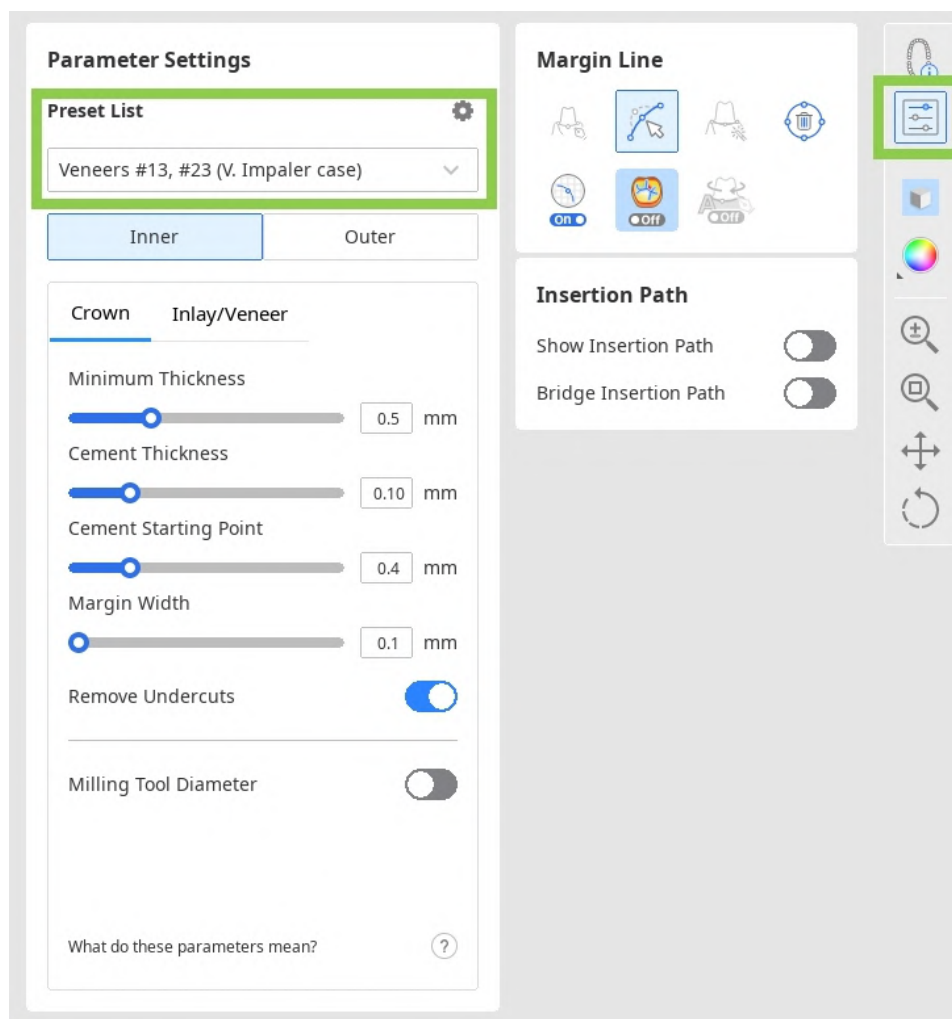 Parameter Settings
Preset List
Veneers #13, #23 (V. Impaler case)
Inner Outer
Crown Inlay/Veneer
Minimum Thickness
0.5 mm
Cement Thickness
0.10 mm
Cement Starting Point
0.4 mm
Margin Width
0.1 mm
Remove Undercuts
Milling Tool Diameter
What do these parameters mean? ?
Margin Line
On Off Off
Insertion Path
Show Insertion Path
Bridge Insertion Path